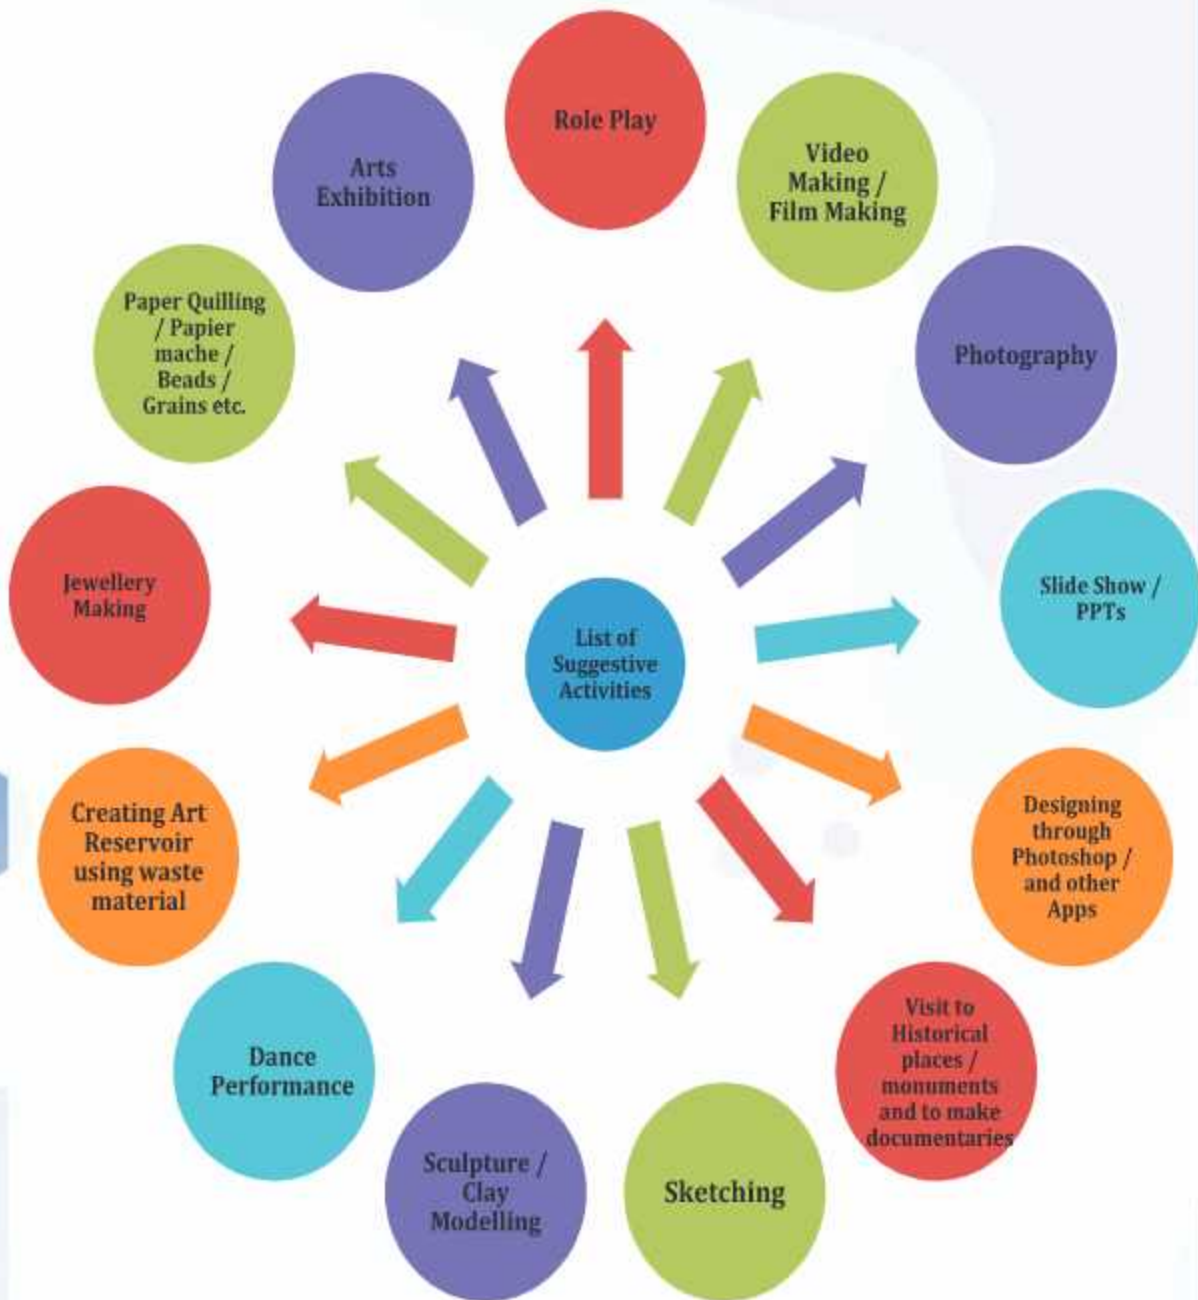 Role Play
Video
Making /
Film Making
Photography
Slide Show /
PPTs
Designing
through
Photoshop /
and other
Apps
Visit to
Historical
places /
monuments
and to make
documentaries
Sketching
Sculpture /
Clay
Modelling
Dance
Performance
Creating Art
Reservoir
using waste
material
Jewellery
Making
Paper Quilling
/ Papier
mache /
Beads /
Grains etc.
Arts
Exhibition
List of
Suggestive
Activities